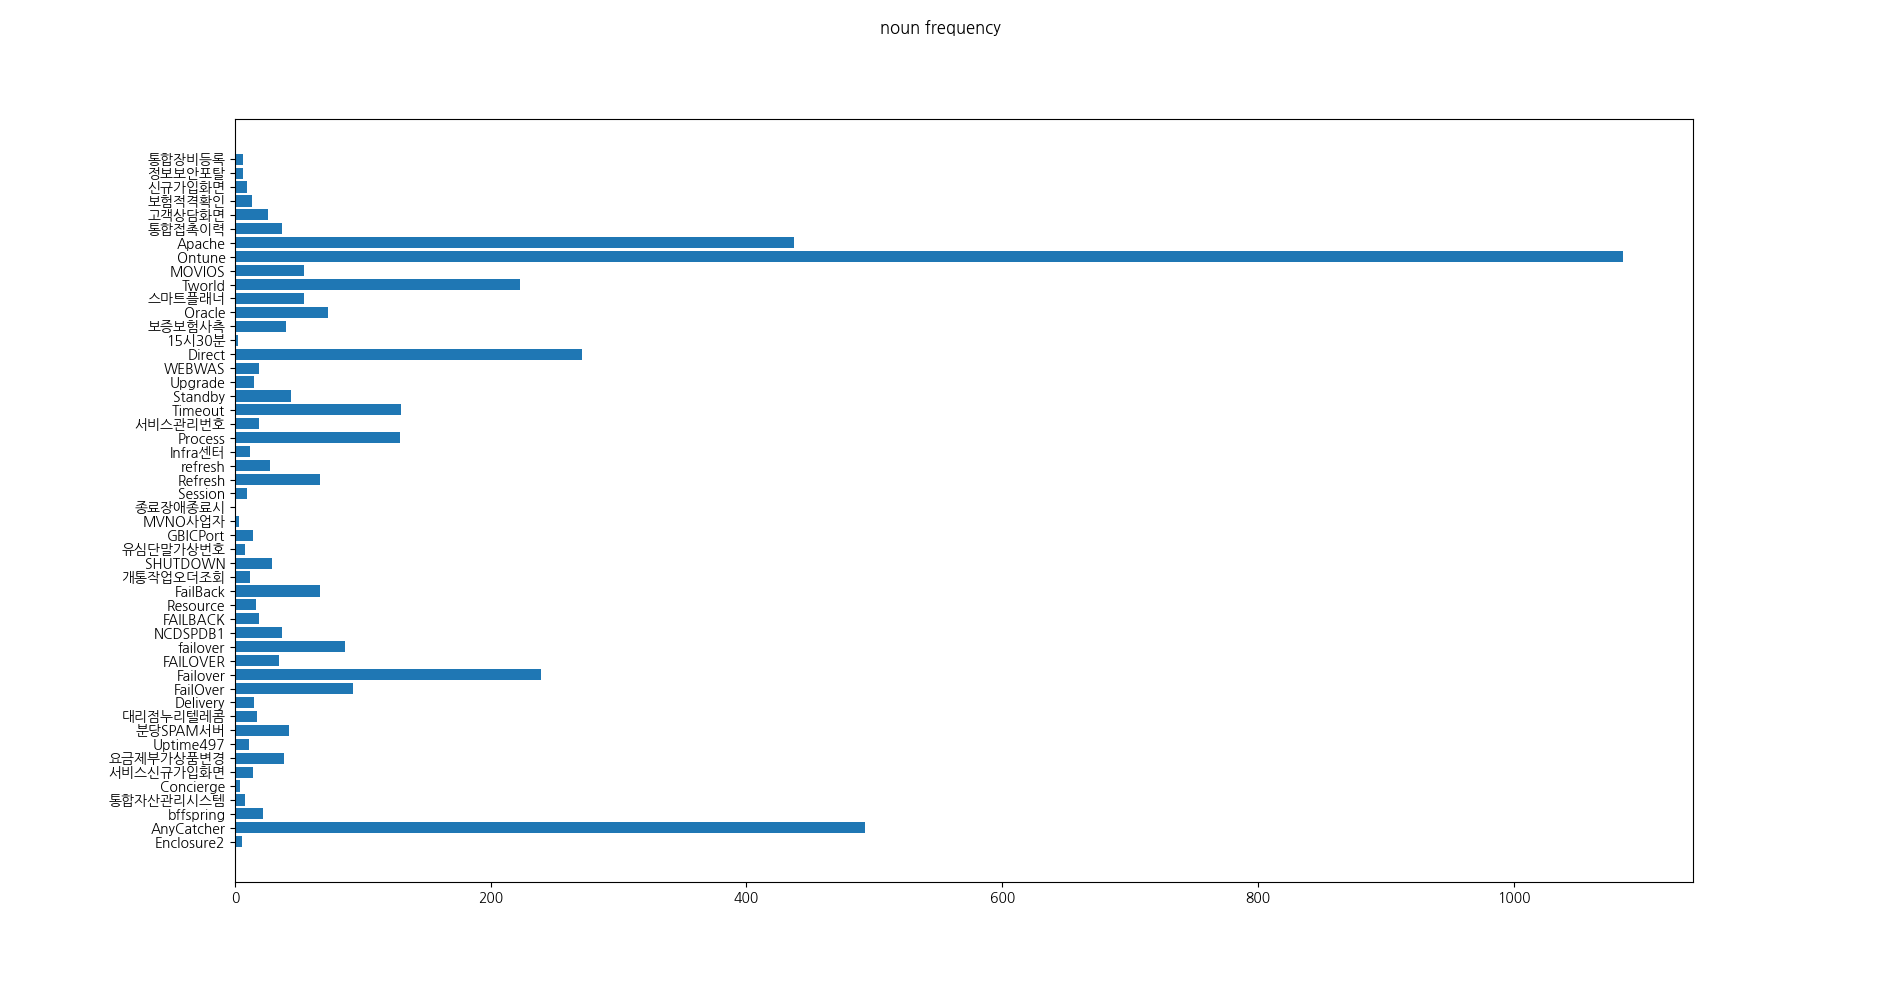 noun frequency
통합장비등록
정보보안포탈
신규가입화면
보험적격확인
고객상담화면
통합접촉이력
Apache
Ontune
MOVIOS
Tworld
스마트플래너
Oracle
보증보험사측
15시30분
Direct
WEBWAS
Upgrade
Standby
Timeout
서비스관리번호
Process
Infra센터
refresh
Refresh
Session
종료장애종료시
MVNO사업자
GBICPort
유심단말가상번호
SHUTDOWN
개통작업오더조회
FailBack
Resource
FAILBACK
NCDSPDB1
failover
FAILOVER
Failover
FailOver
Delivery
대리점누리텔레콤
분당SPAM서버
Uptime497
요금제부가상품변경
서비스신규가입화면
Concierge
통합자산관리시스템
bffspring
AnyCatcher
Enclosure2
0 200 400 600 800 1000